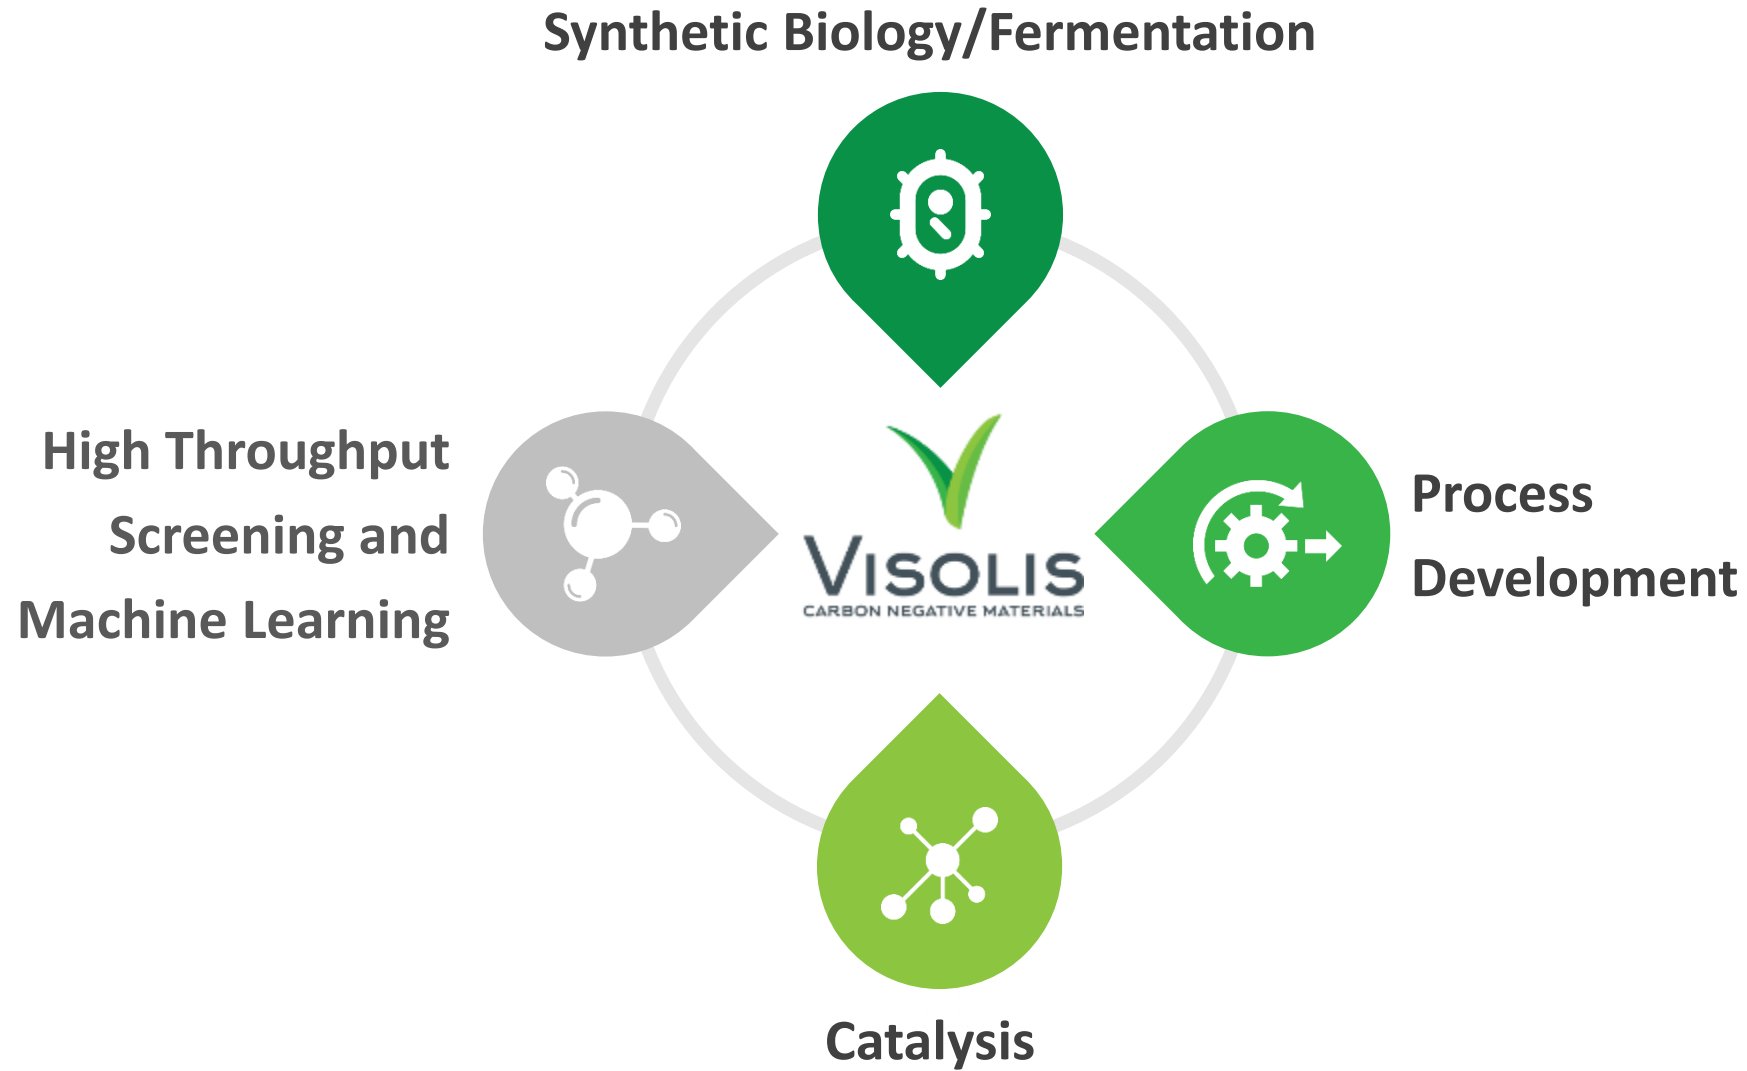 Synthetic Biology/Fermentation
High Throughput
Screening and
Machine Learning
VISOLIS
CARBON NEGATIVE MATERIALS
Process
Development
Catalysis